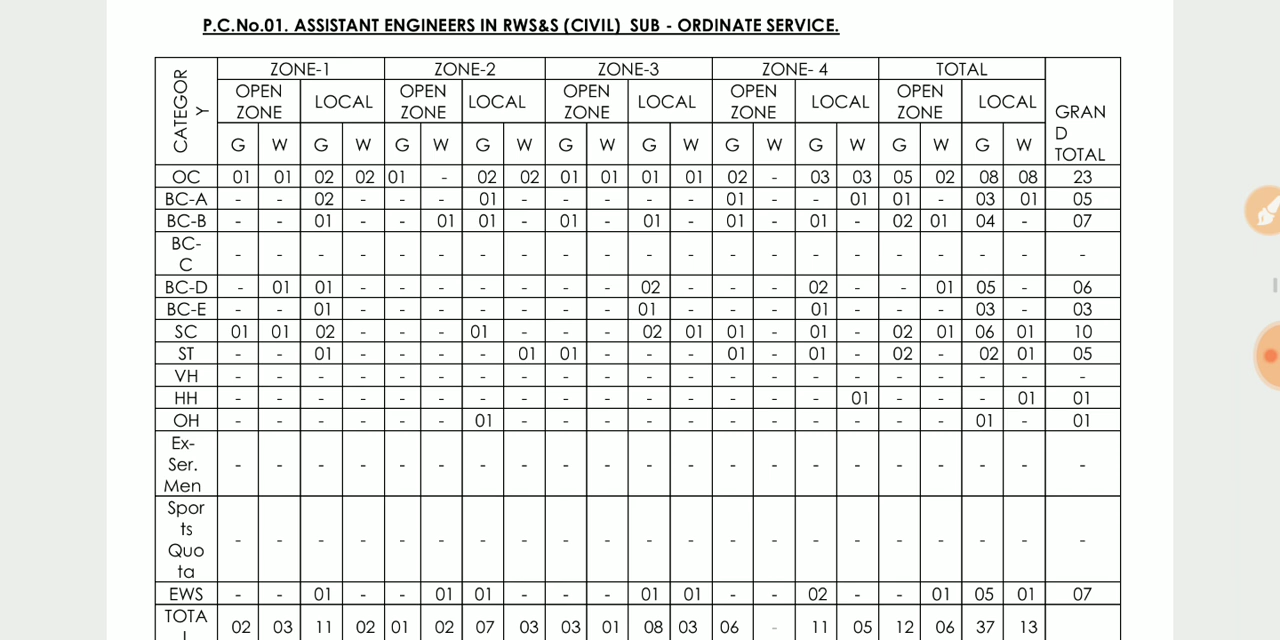 P.C.No.01. ASSISTANT ENGINEERS IN RWS&S (CIVIL) SUB - ORDINATE SERVICE.
CATEGORY ZONE-1 ZONE-2 ZONE-3 ZONE- 4 TOTAL GRAND TOTAL
OPEN ZONE LOCAL OPEN ZONE LOCAL OPEN ZONE LOCAL OPEN ZONE LOCAL OPEN ZONE LOCAL
G W G W G W G W G W G W G W G W G W G W
OC 01 01 02 02 01 - 02 02 01 01 01 01 02 - 03 03 05 02 08 08 23
BC-A - - 02 - - - 01 - - - - - 01 - - 01 01 - 03 01 05
BC-B - - 01 - - 01 01 - 01 - 01 - 01 - 01 - 02 01 04 - 07
BC-C - - - - - - - - - - - - - - - - - - - - -
BC-D - 01 01 - - - - - - - 02 - - - 02 - - 01 05 - 06
BC-E - - 01 - - - - - - - 01 - - - 01 - - - 03 - 03
SC 01 01 02 - - - 01 - - - 02 01 01 - 01 - 02 01 06 01 10
ST - - 01 - - - - 01 01 - - - 01 - 01 - 02 - 02 01 05
VH - - - - - - - - - - - - - - - - - - - - -
HH - - - - - - - - - - - - - - - 01 - - - 01 01
OH - - - - - - 01 - - - - - - - - - - - 01 - 01
Ex-Ser. Men - - - - - - - - - - - - - - - - - - - - -
Sports Quota - - - - - - - - - - - - - - - - - - - - -
EWS - - 01 - - 01 01 - - - 01 01 - - 02 - - 01 05 01 07
TOTAL 02 03 11 02 01 02 07 03 03 01 08 03 06 - 11 05 12 06 37 13